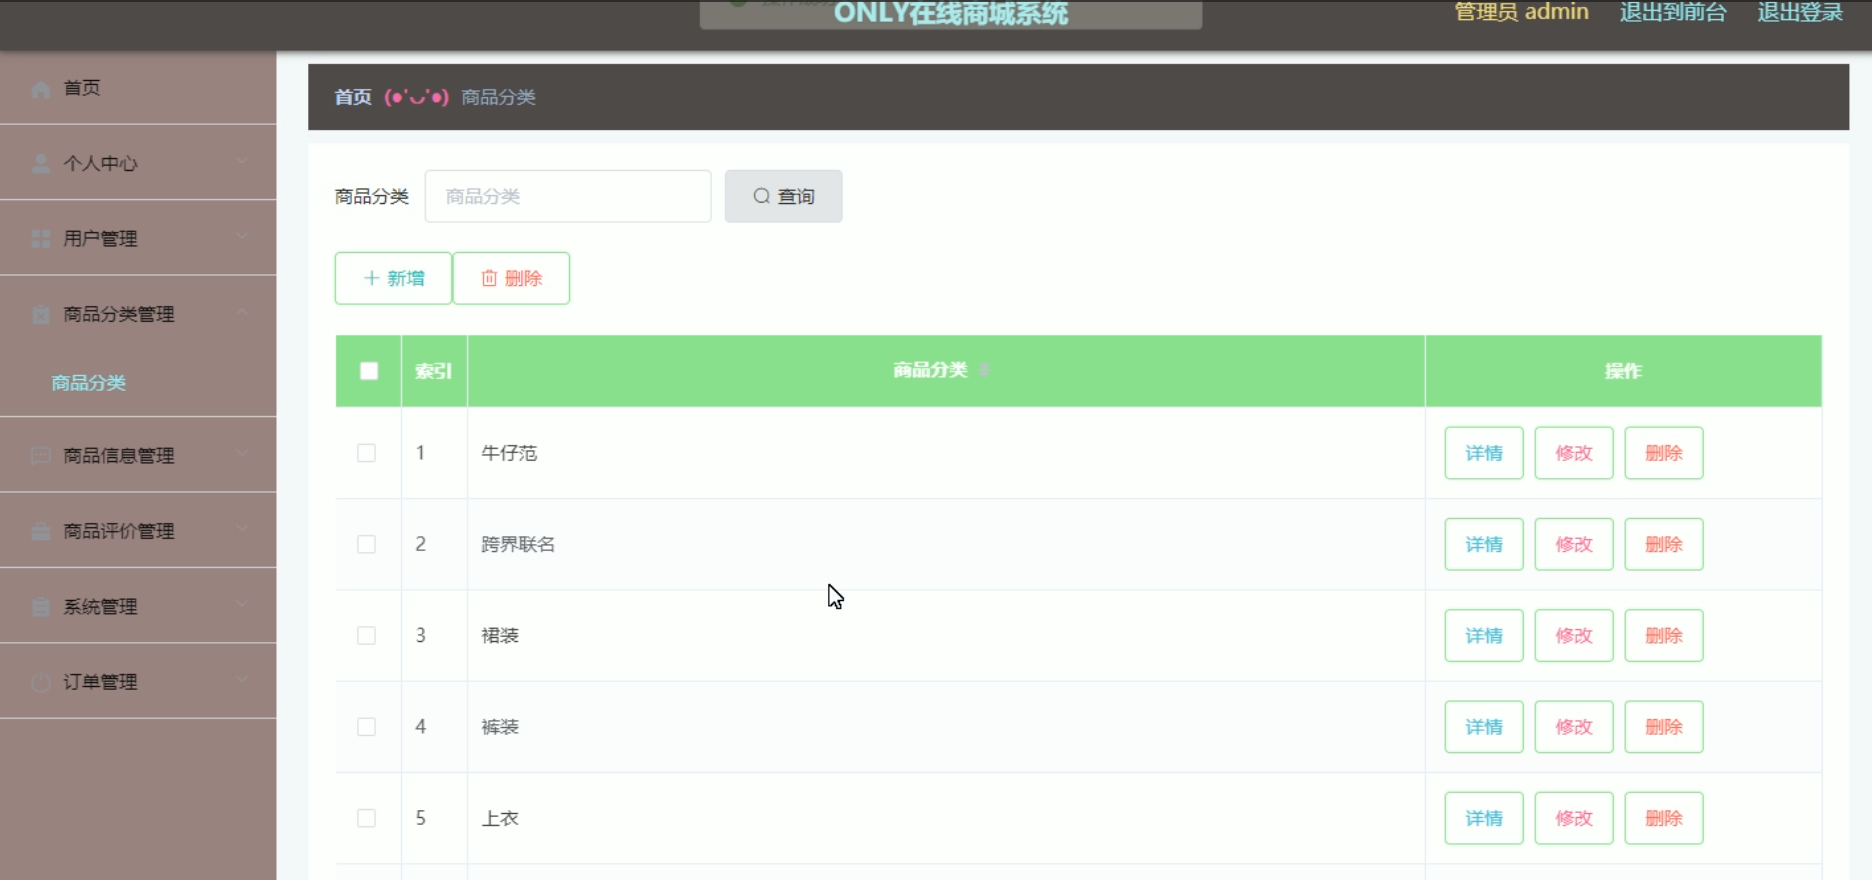 ONLY在线商城系统
管理员 admin 退出到前台 退出登录
首页
个人中心
用户管理
商品分类管理
商品分类
商品信息管理
商品评价管理
系统管理
订单管理
首页 (●'◡'●) 商品分类
商品分类 商品分类 查询
新增 删除
索引 商品分类 操作
1 牛仔范 详情 修改 删除
2 跨界联名 详情 修改 删除
3 裙装 详情 修改 删除
4 裤装 详情 修改 删除
5 上衣 详情 修改 删除